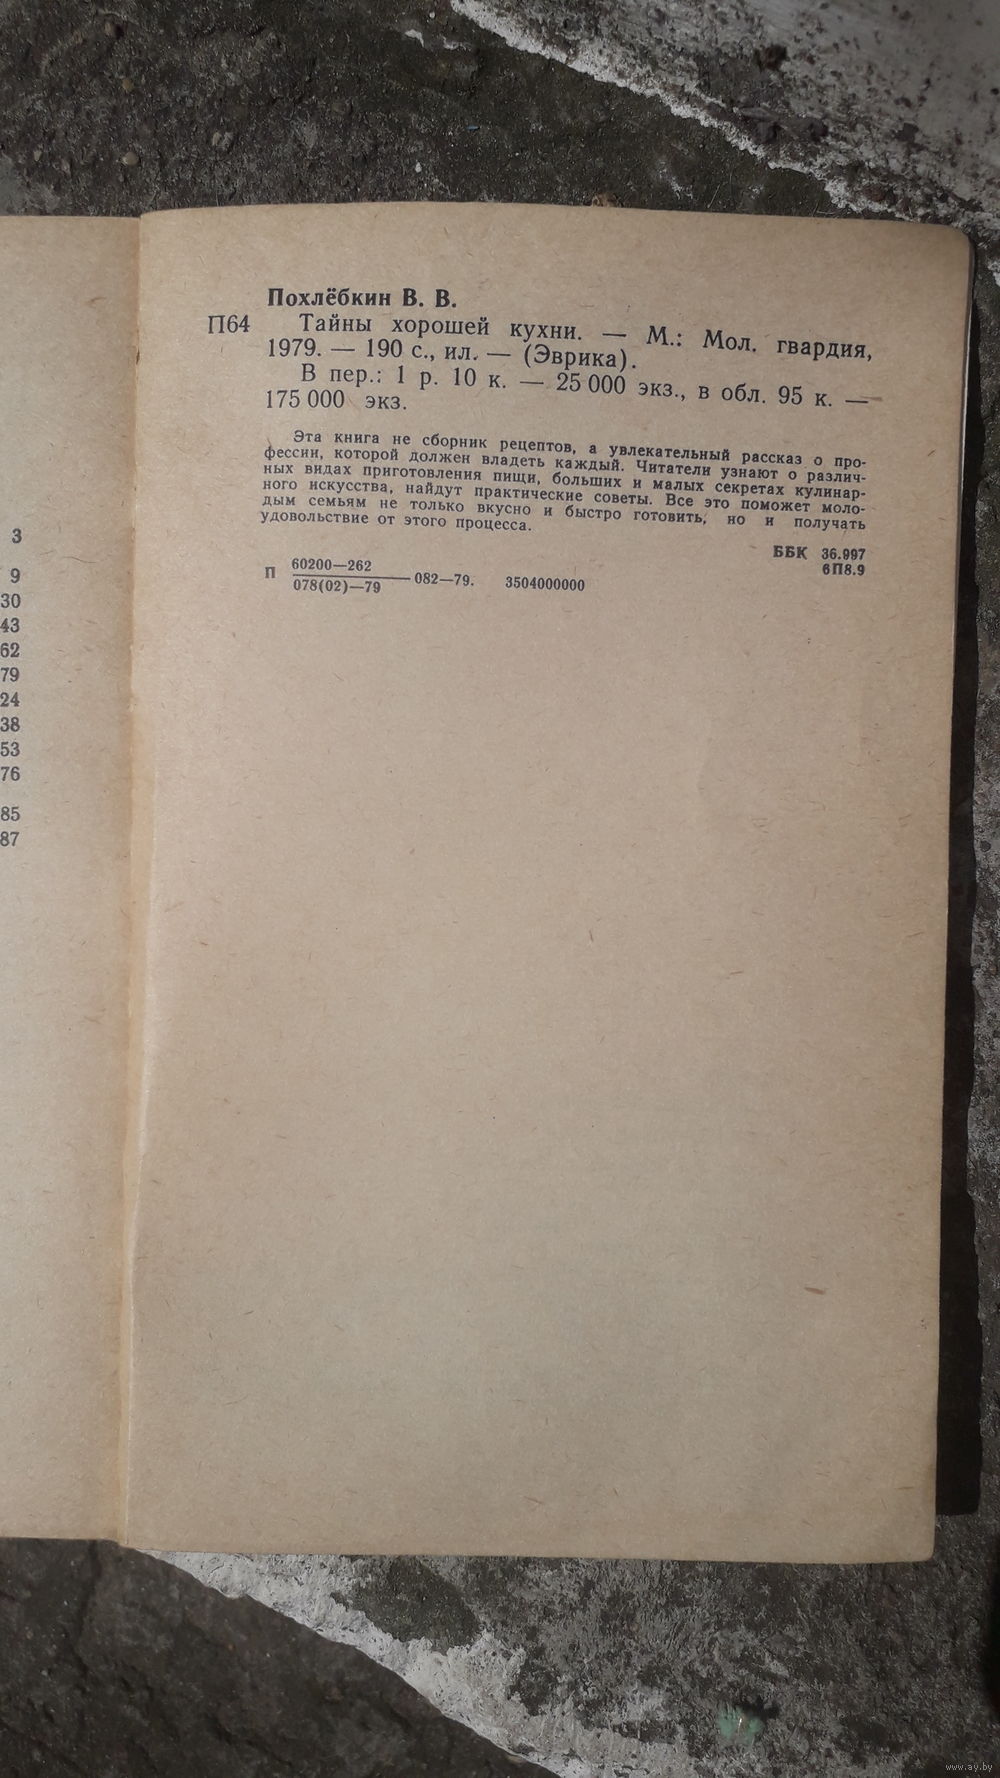 3
9
30
43
62
79
24
38
53
76
85
87
Похлёбкин В. В.
П64 Тайны хорошей кухни. — М.: Мол. гвардия,
1979. — 190 с., ил. — (Эврика).
В пер.: 1 р. 10 к. — 25 000 экз., в обл. 95 к. —
175 000 экз.
Эта книга не сборник рецептов, а увлекательный рассказ о про-
фессии, которой должен владеть каждый. Читатели узнают о различ-
ных видах приготовления пищи, больших и малых секретах кулинар-
ного искусства, найдут практические советы. Все это поможет моло-
дым семьям не только вкусно и быстро готовить, но и получать
удовольствие от этого процесса.
ББК 36.997
6П8.9
П 60200—262
078(02)—79 —082—79. 3504000000
www.ay.by